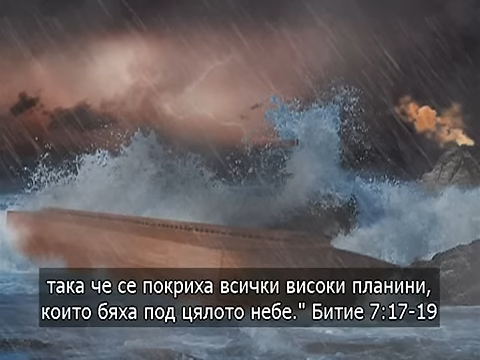 така че се покриха всички високи планини,
които бяха под цялото небе." Битие 7:17-19